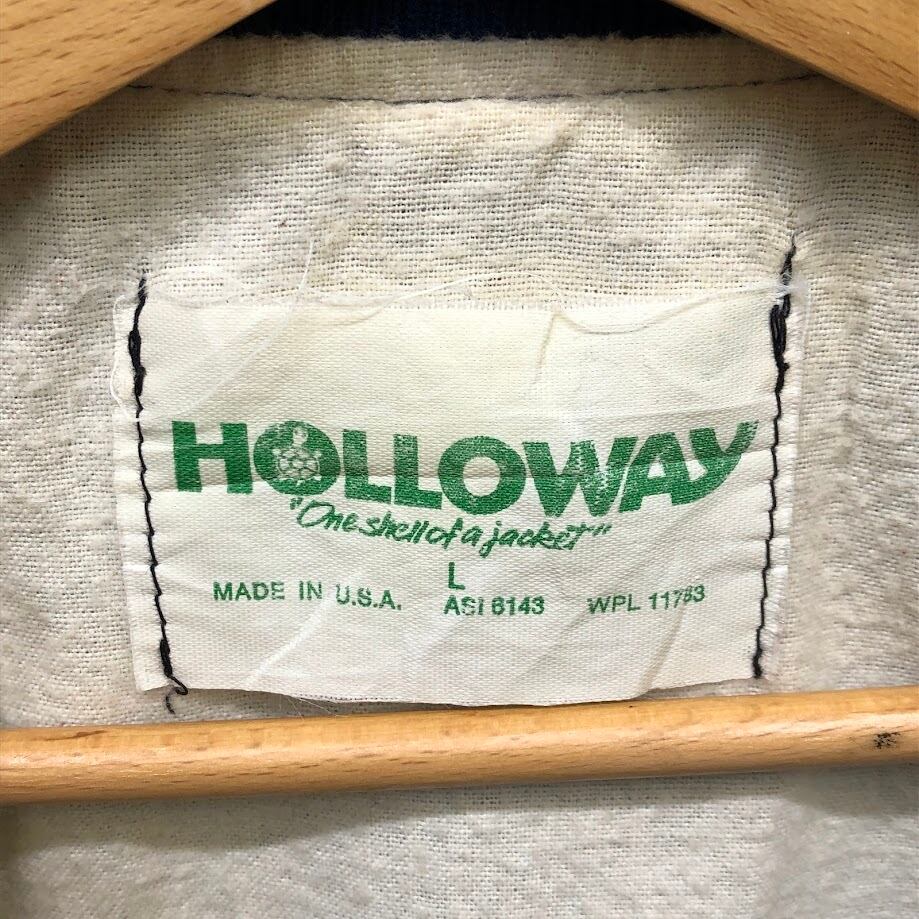 HOLLOWAY
"One shell of a jacket"
L
MADE IN U.S.A. ASI 6143 WPL 11783